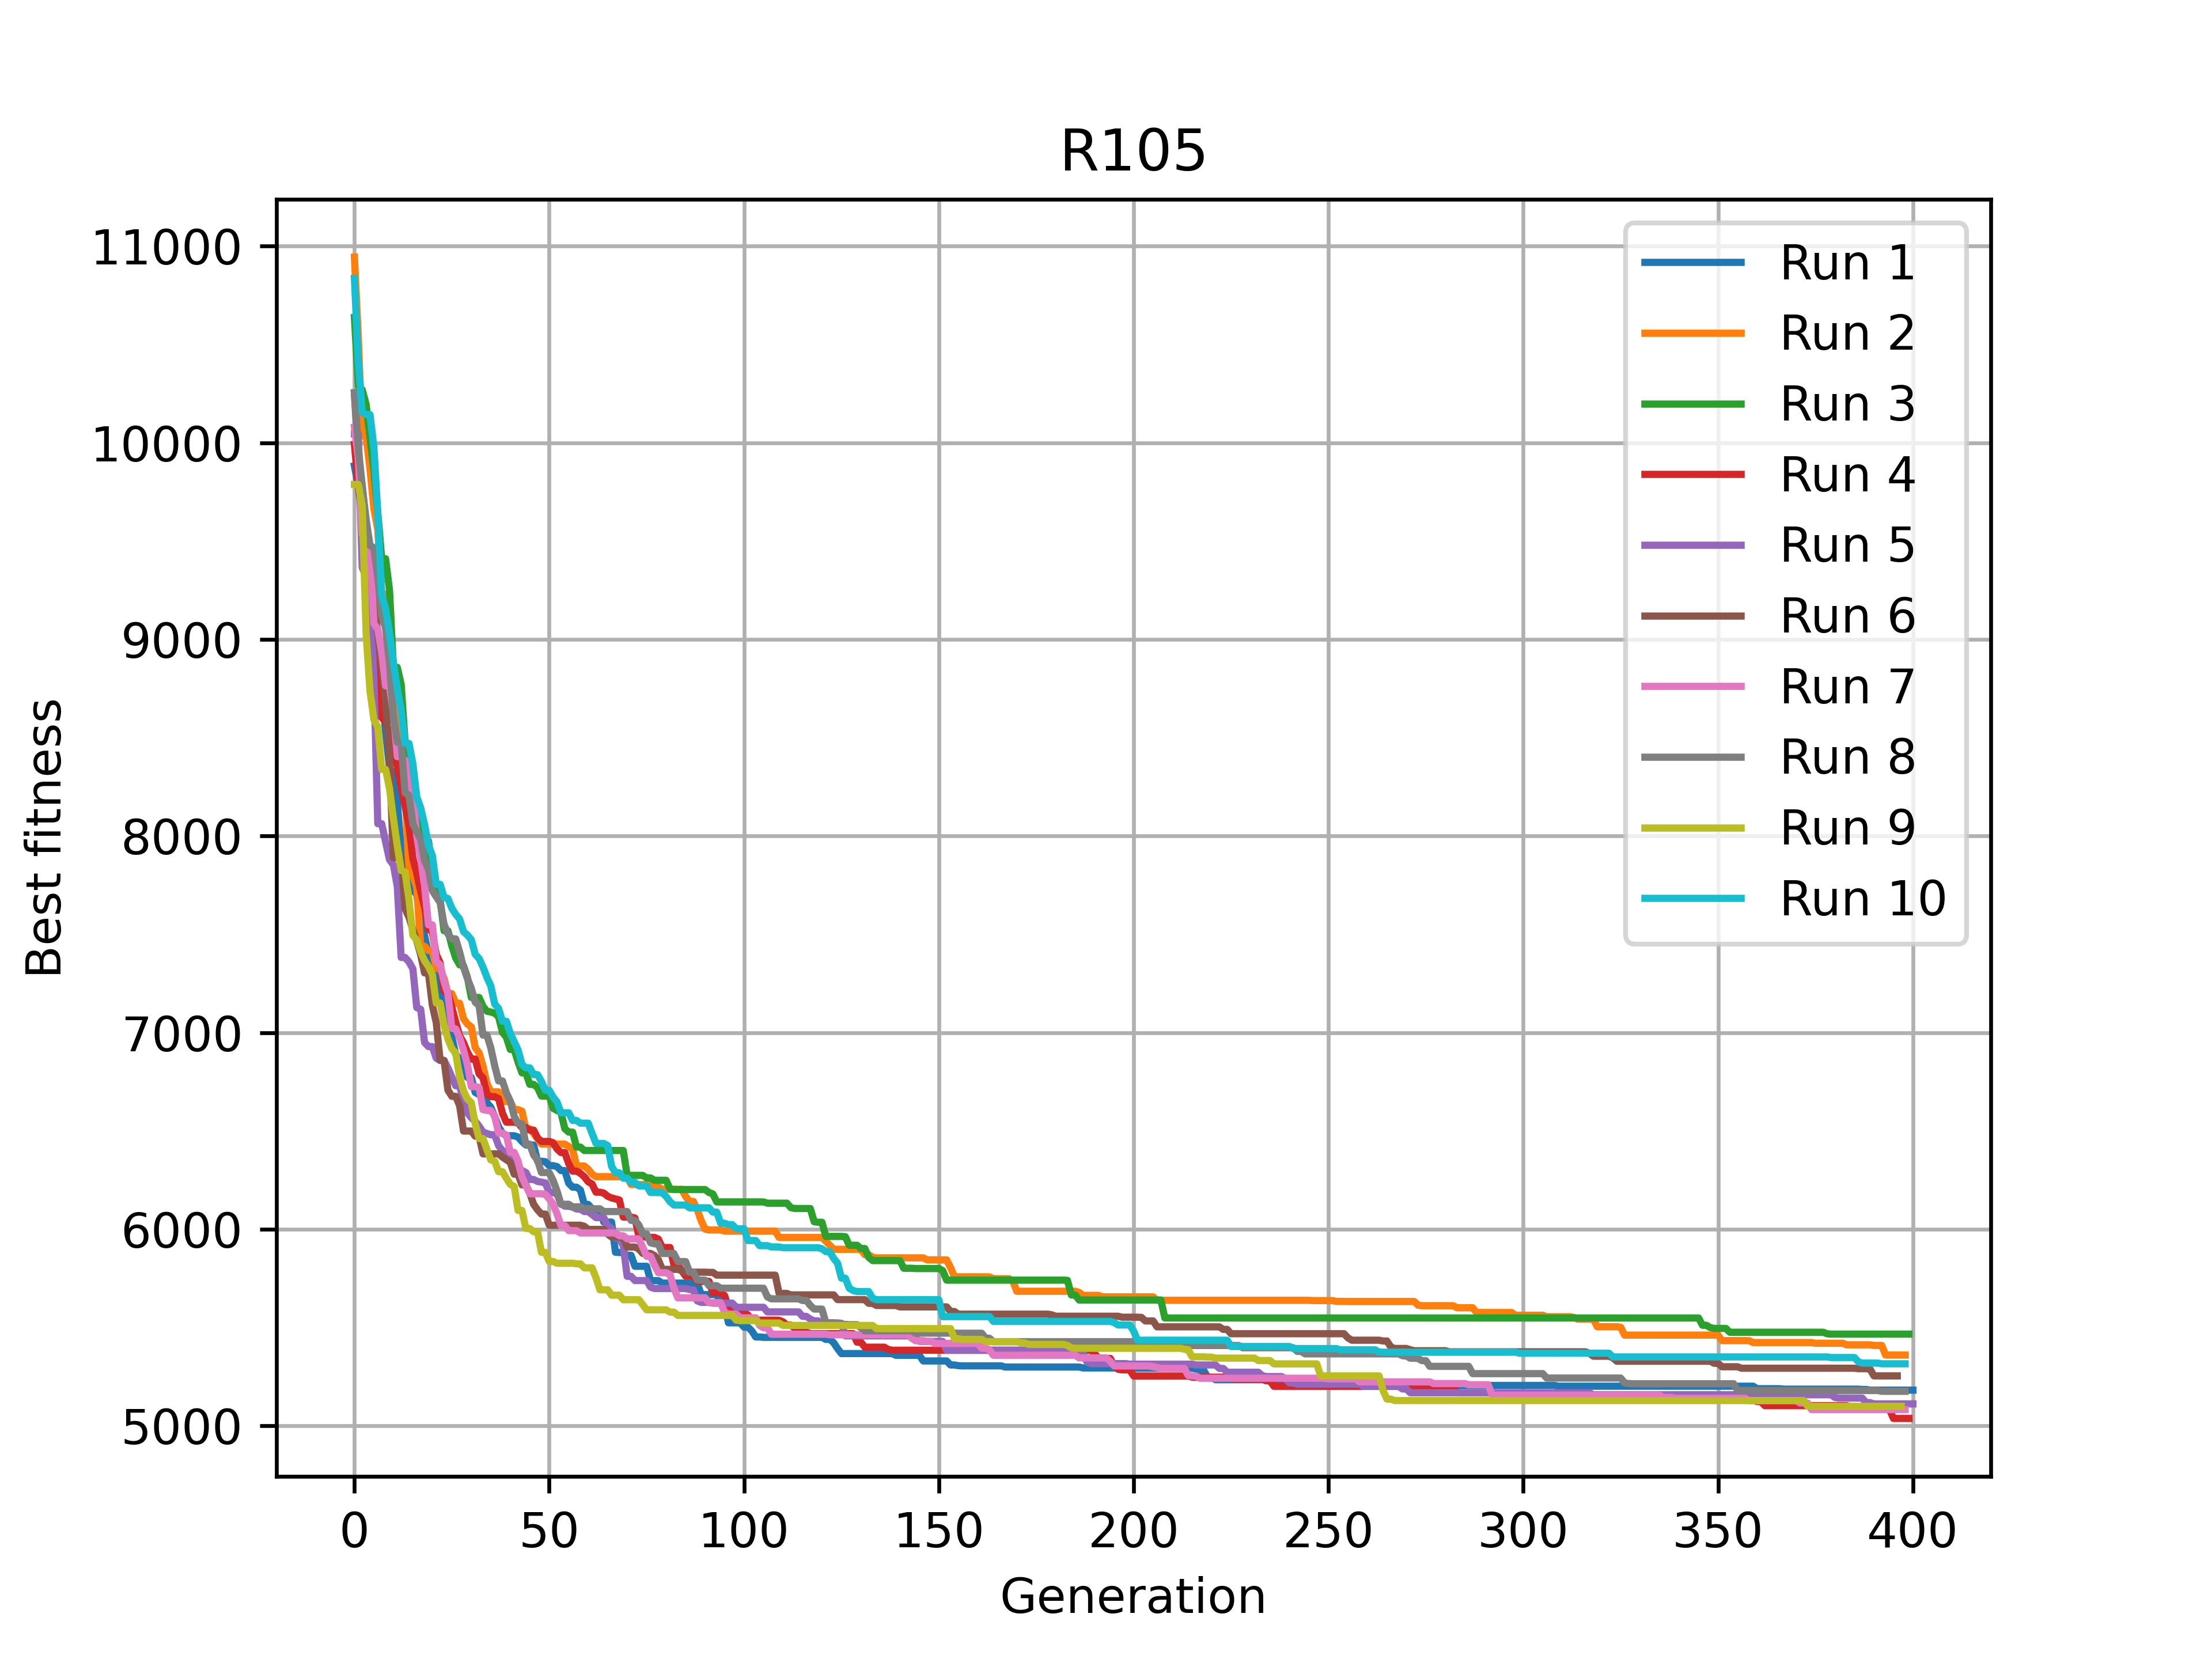 R105
11000
10000
9000
8000
7000
6000
5000
Best fitness
0 50 100 150 200 250 300 350 400
Generation
Run 1
Run 2
Run 3
Run 4
Run 5
Run 6
Run 7
Run 8
Run 9
Run 10